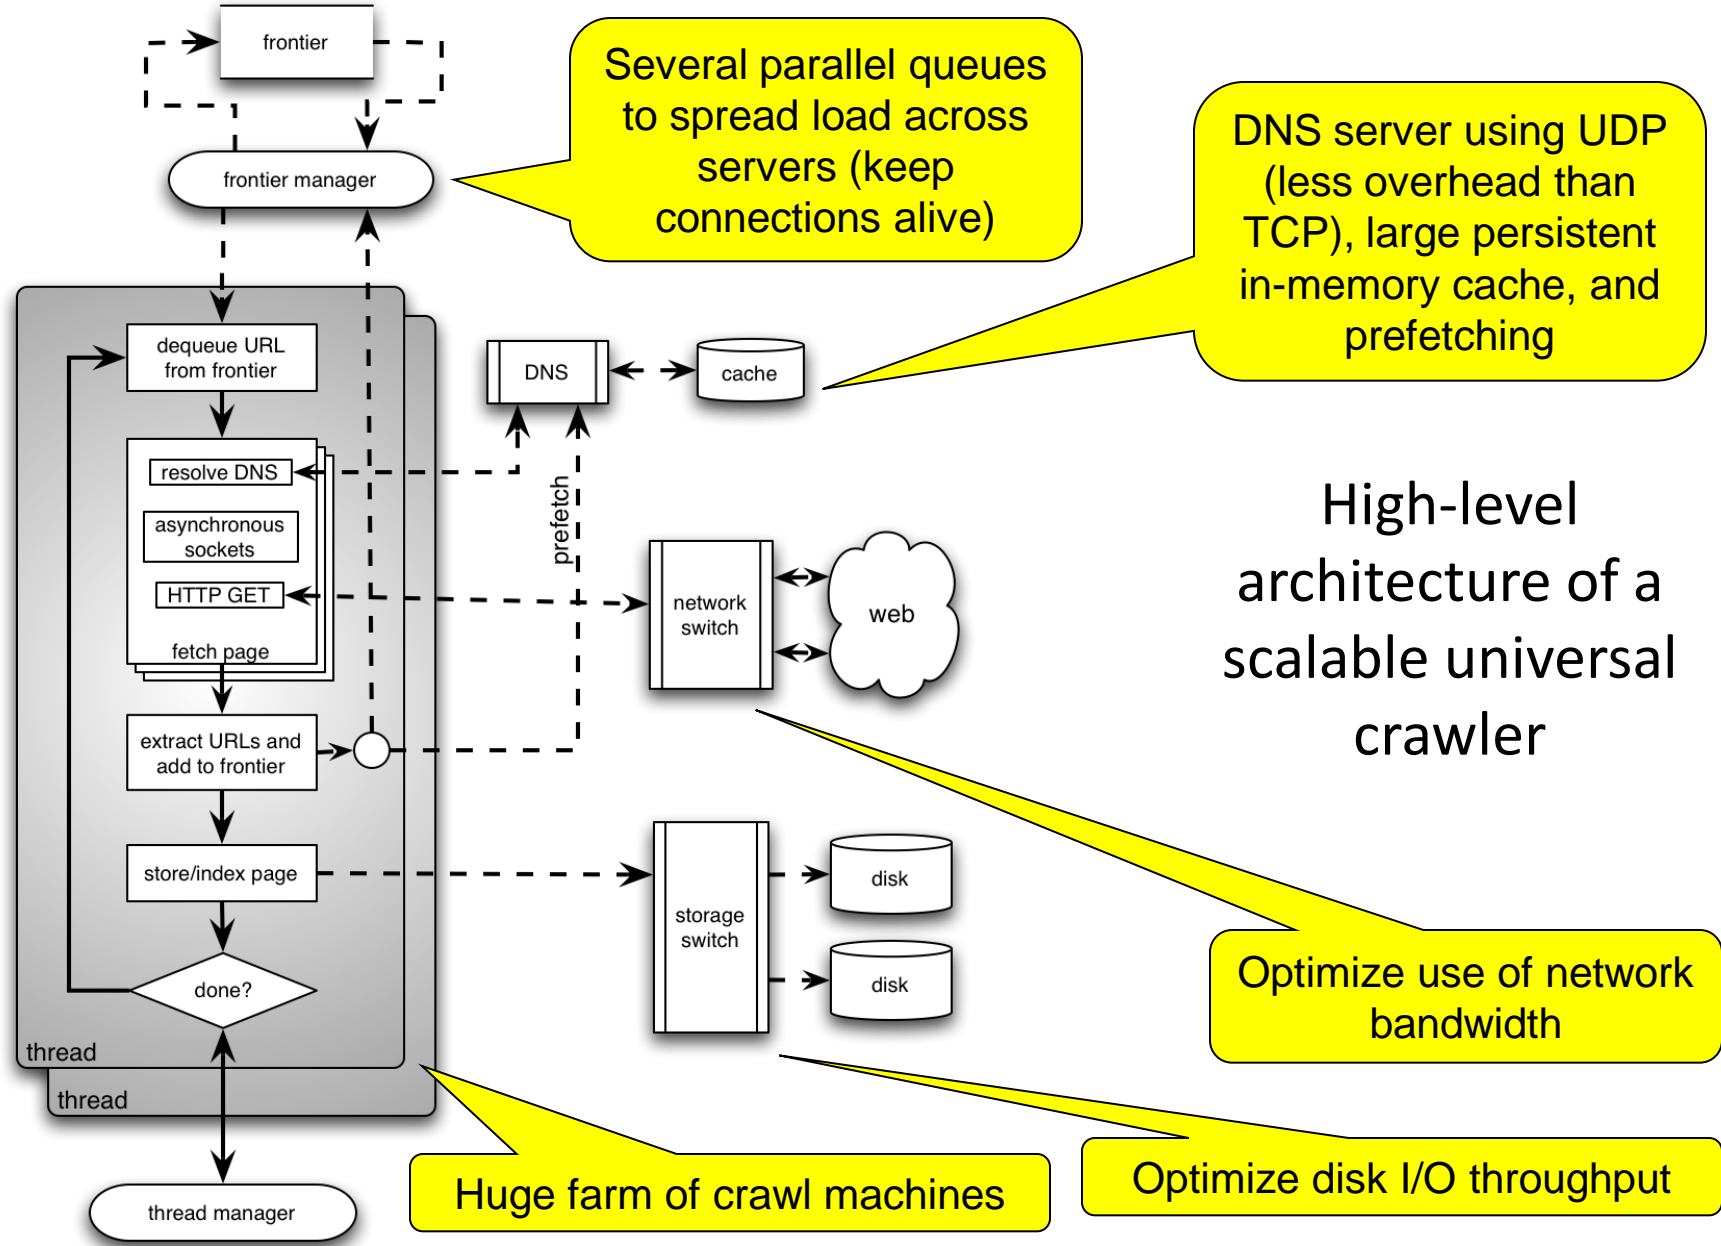 frontier
frontier manager
Several parallel queues
to spread load across
servers (keep
connections alive)
DNS server using UDP
(less overhead than
TCP), large persistent
in-memory cache, and
prefetching
dequeue URL
from frontier
DNS
cache
resolve DNS
asynchronous
sockets
HTTP GET
fetch page
prefetch
network
switch
web
High-level
architecture of a
scalable universal
crawler
extract URLs and
add to frontier
store/index page
storage
switch
disk
disk
done?
thread
thread
Optimize use of network
bandwidth
Optimize disk I/O throughput
Huge farm of crawl machines
thread manager